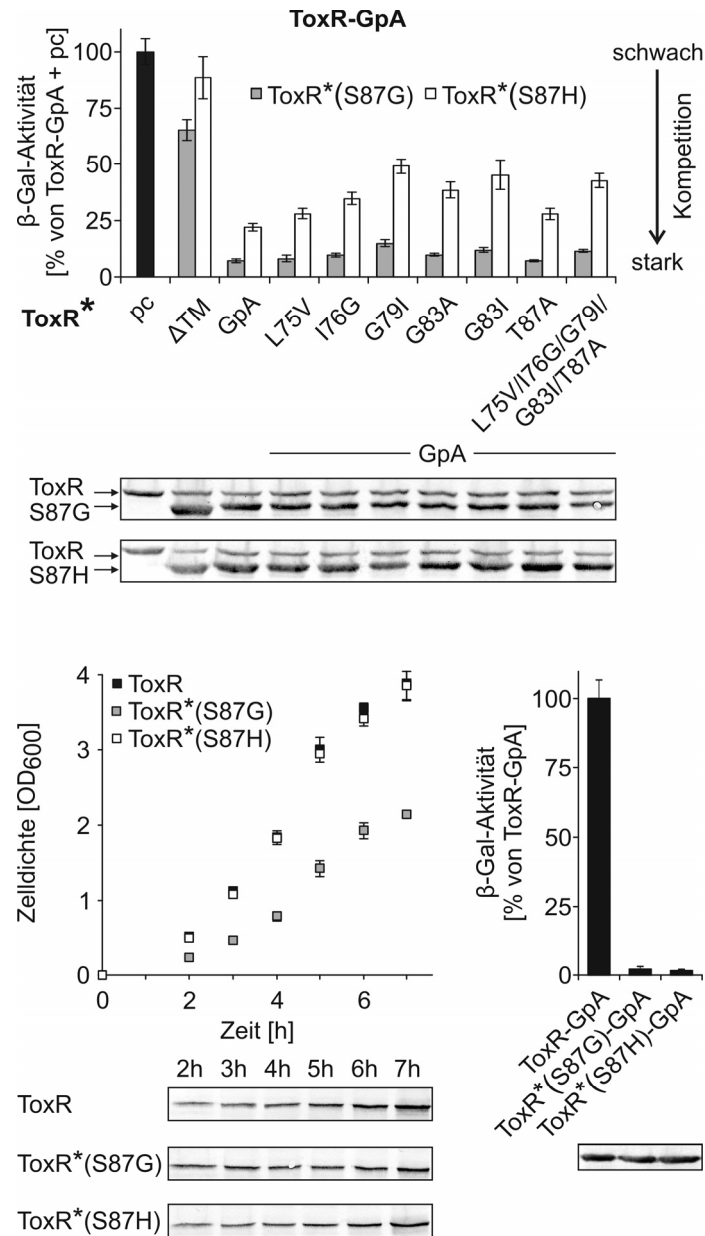 ToxR-GpA
β-Gal-Aktivität
[% von ToxR-GpA + pc]
100
75
50
25
0
ToxR*(S87G) ToxR*(S87H)
schwach
Kompetition
stark
ToxR*
pc
ΔTM
GpA
L75V
I76G
G79I
G83A
G83I
T87A
L75V/I76G/G79I/
G83I/T87A
GpA
ToxR
S87G
ToxR
S87H
Zelldichte [OD600]
4
3
2
1
0
ToxR
ToxR*(S87G)
ToxR*(S87H)
0 2 4 6
Zeit [h]
β-Gal-Aktivität
[% von ToxR-GpA]
100
75
50
25
0
ToxR-GpA
ToxR*(S87G)-GpA
ToxR*(S87H)-GpA
2h 3h 4h 5h 6h 7h
ToxR
ToxR*(S87G)
ToxR*(S87H)